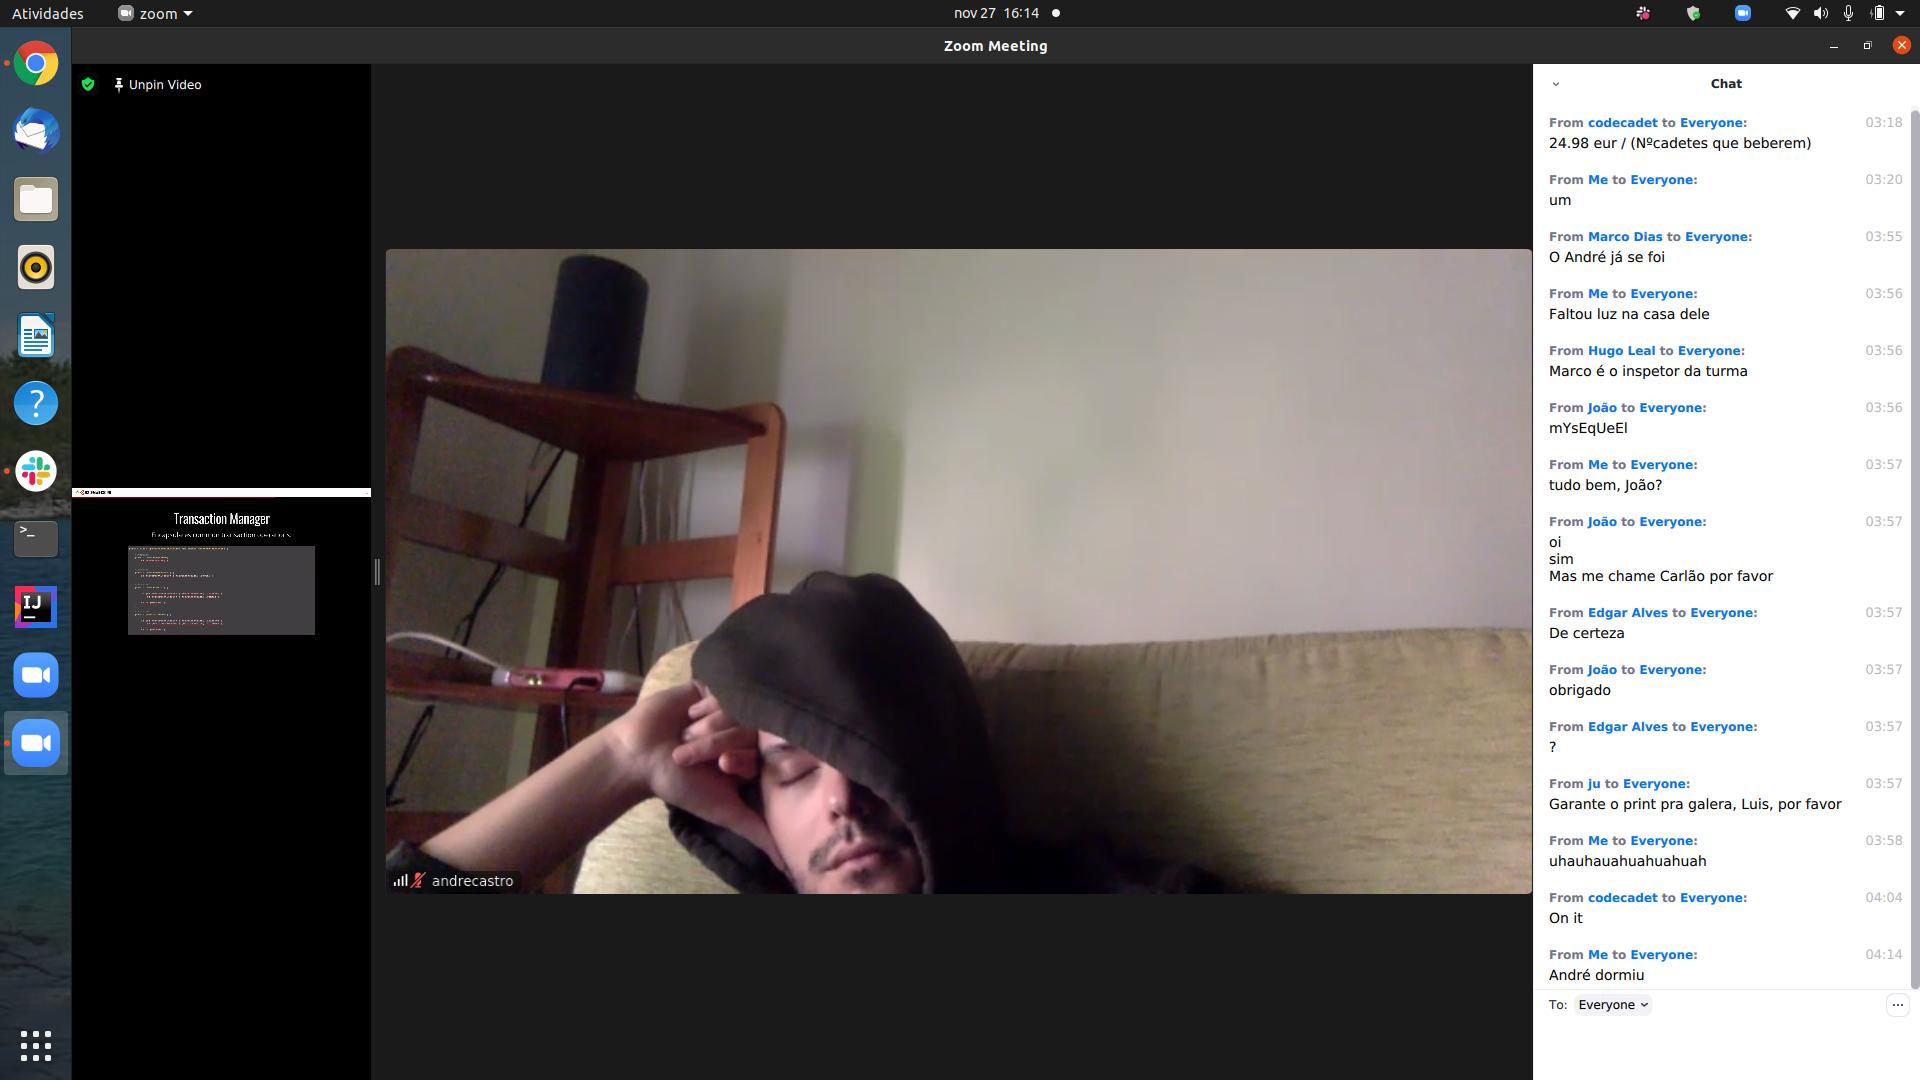 Atividades
zoom
nov 27 16:14
Zoom Meeting
Unpin Video
Transaction Manager
Encapsulates common transaction operations.
andrecastro
Chat
From codecadet to Everyone: 03:18
24.98 eur / (Nºcadetes que beberem)
From Me to Everyone: 03:20
um
From Marco Dias to Everyone: 03:55
O André já se foi
From Me to Everyone: 03:56
Faltou luz na casa dele
From Hugo Leal to Everyone: 03:56
Marco é o inspetor da turma
From João to Everyone: 03:56
mYsEqUeEl
From Me to Everyone: 03:57
tudo bem, João?
From João to Everyone: 03:57
oi
sim
Mas me chame Carlão por favor
From Edgar Alves to Everyone: 03:57
De certeza
From João to Everyone: 03:57
obrigado
From Edgar Alves to Everyone: 03:57
?
From ju to Everyone: 03:57
Garante o print pra galera, Luis, por favor
From Me to Everyone: 03:58
uhauhauahuahuahuah
From codecadet to Everyone: 04:04
On it
From Me to Everyone: 04:14
André dormiu
To: Everyone